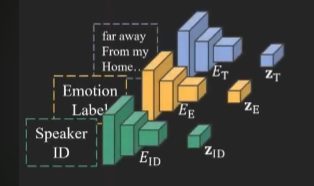 far away
From my
Home..
E_T
z_T
Emotion
Label
E_E
z_E
Speaker
ID
E_ID
z_ID